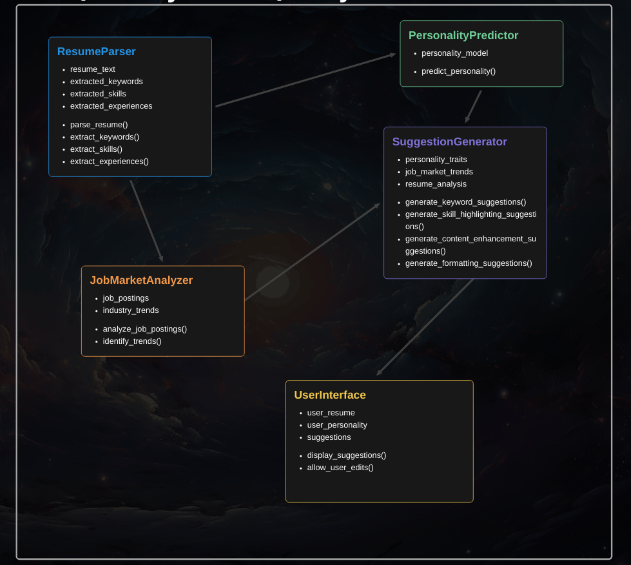 ResumeParser
resume_text
extracted_keywords
extracted_skills
extracted_experiences
parse_resume()
extract_keywords()
extract_skills()
extract_experiences()
PersonalityPredictor
personality_model
predict_personality()
SuggestionGenerator
personality_traits
job_market_trends
resume_analysis
generate_keyword_suggestions()
generate_skill_highlighting_suggesti
ons()
generate_content_enhancement_su
ggestions()
generate_formatting_suggestions()
JobMarketAnalyzer
job_postings
industry_trends
analyze_job_postings()
identify_trends()
UserInterface
user_resume
user_personality
suggestions
display_suggestions()
allow_user_edits()